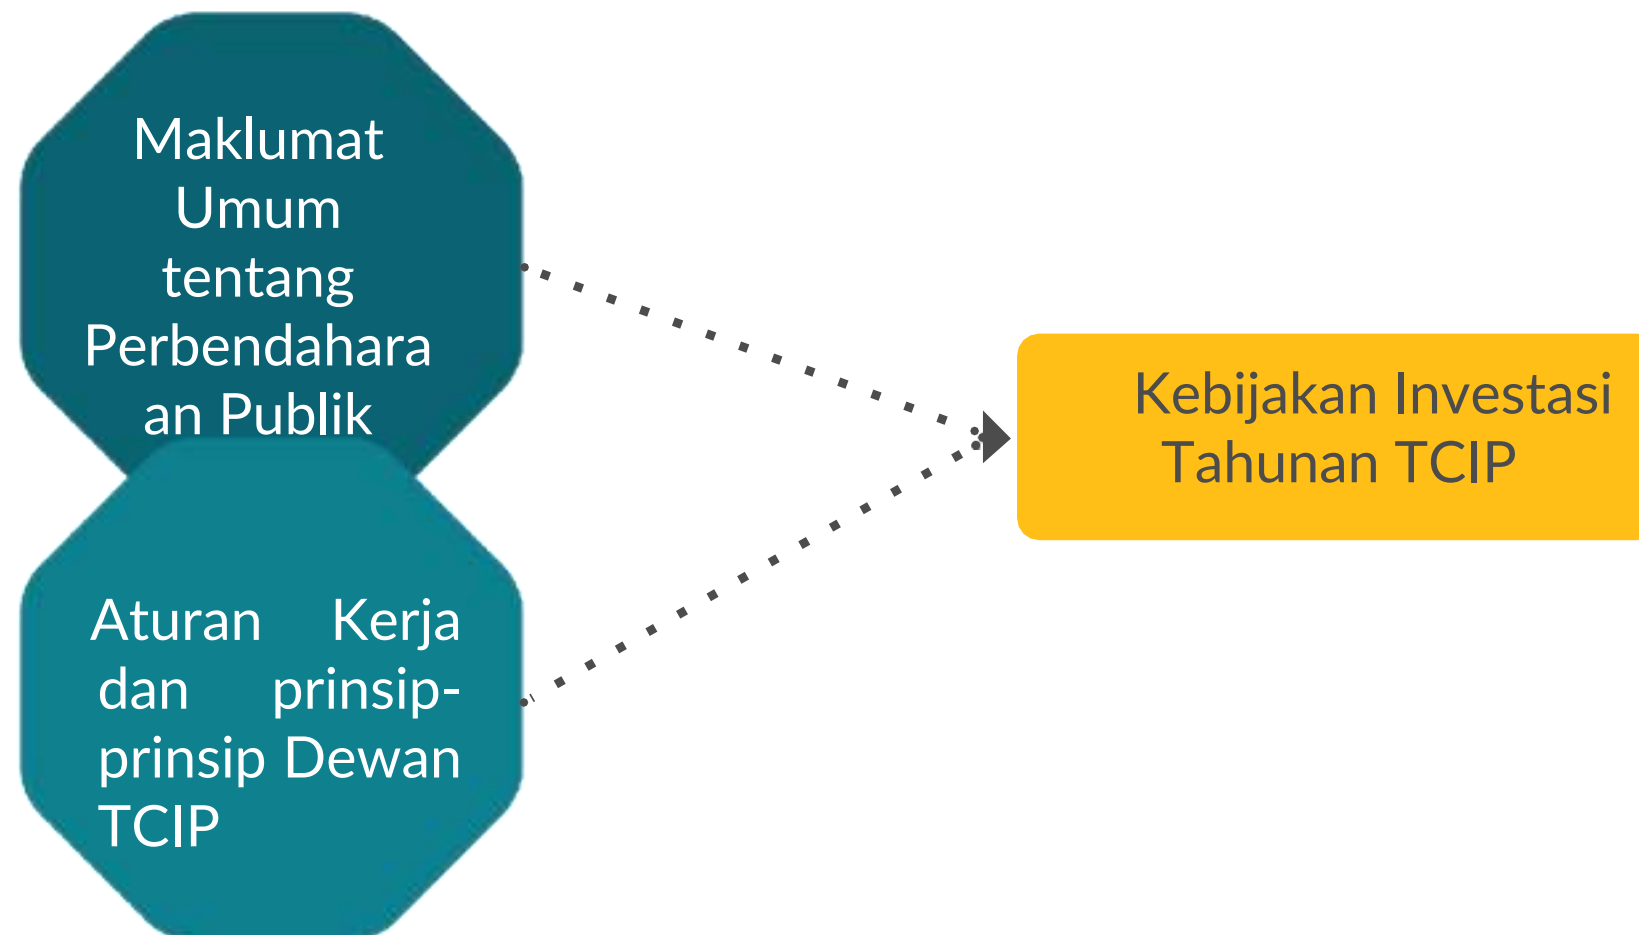 Maklumat
Umum
tentang
Perbendahara
an Publik
Aturan Kerja
dan prinsip-
prinsip Dewan
TCIP
Kebijakan Investasi
Tahunan TCIP